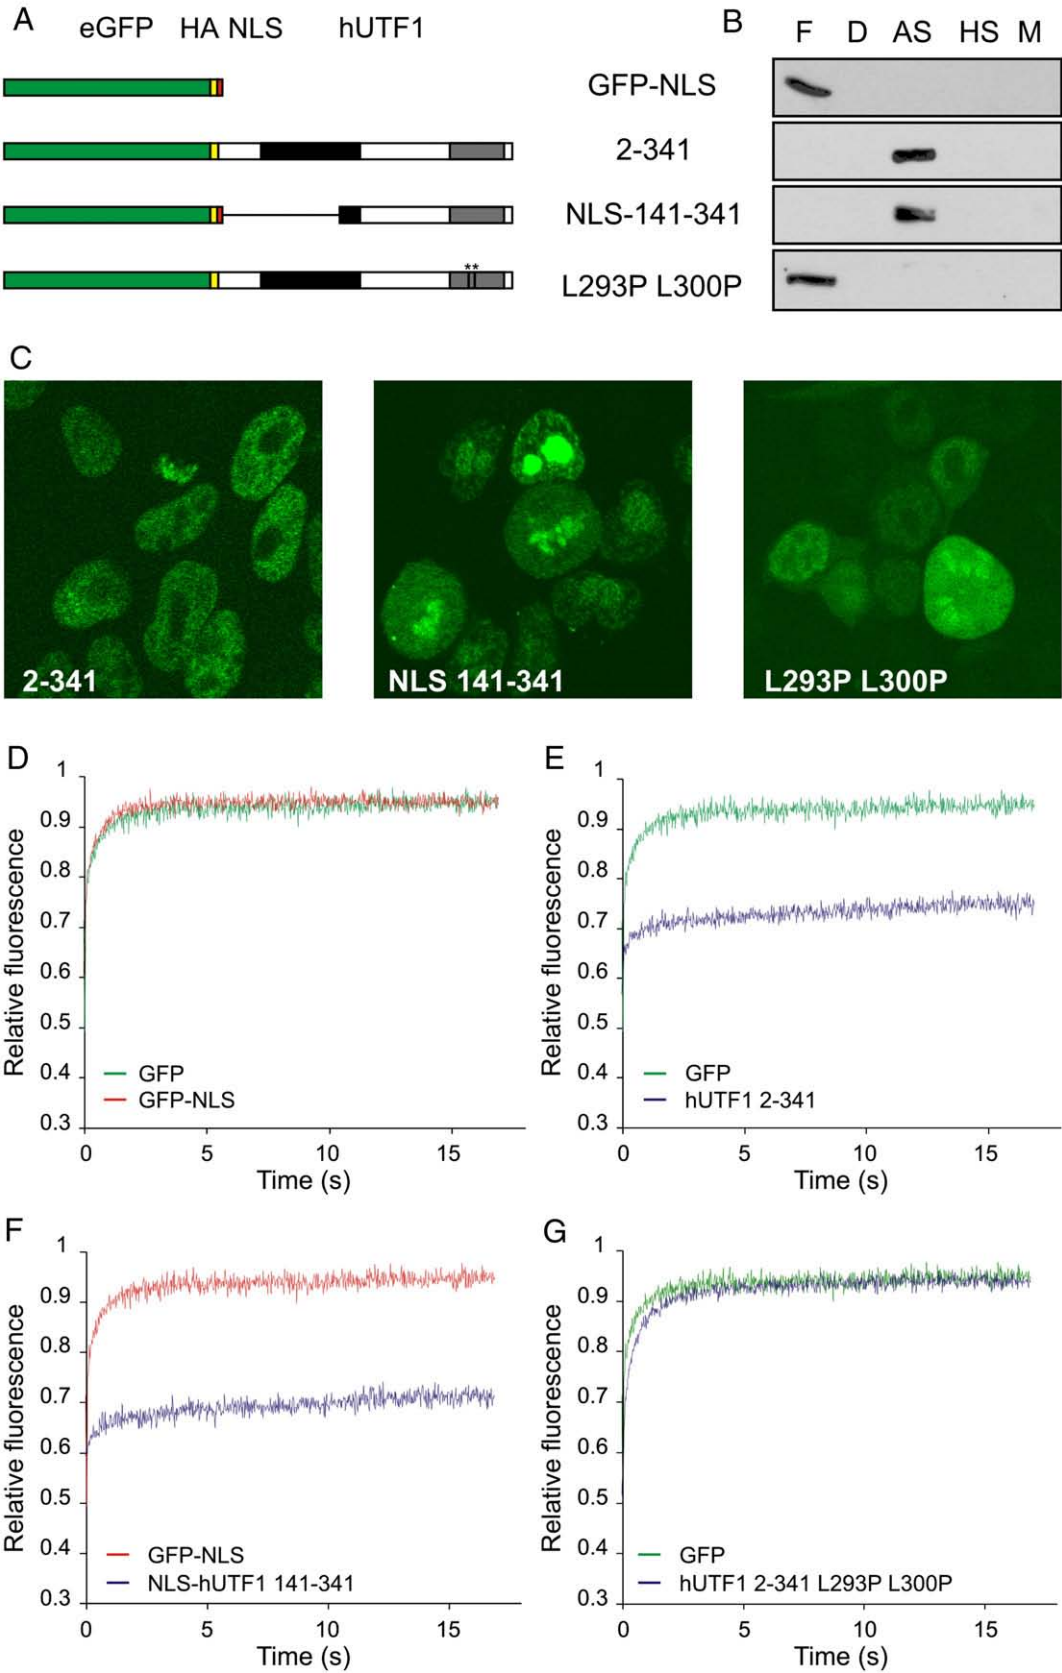 A eGFP HA NLS hUTF1
B F D AS HS M
GFP-NLS
2-341
NLS-141-341
**
L293P L300P
C
2-341
NLS 141-341
L293P L300P
D
1
0.9
0.8
0.7
0.6
0.5
0.4
0.3
Relative fluorescence
GFP
GFP-NLS
0 5 10 15
Time (s)
E
1
0.9
0.8
0.7
0.6
0.5
0.4
0.3
Relative fluorescence
GFP
hUTF1 2-341
0 5 10 15
Time (s)
F
1
0.9
0.8
0.7
0.6
0.5
0.4
0.3
Relative fluorescence
GFP-NLS
NLS-hUTF1 141-341
0 5 10 15
Time (s)
G
1
0.9
0.8
0.7
0.6
0.5
0.4
0.3
Relative fluorescence
GFP
hUTF1 2-341 L293P L300P
0 5 10 15
Time (s)